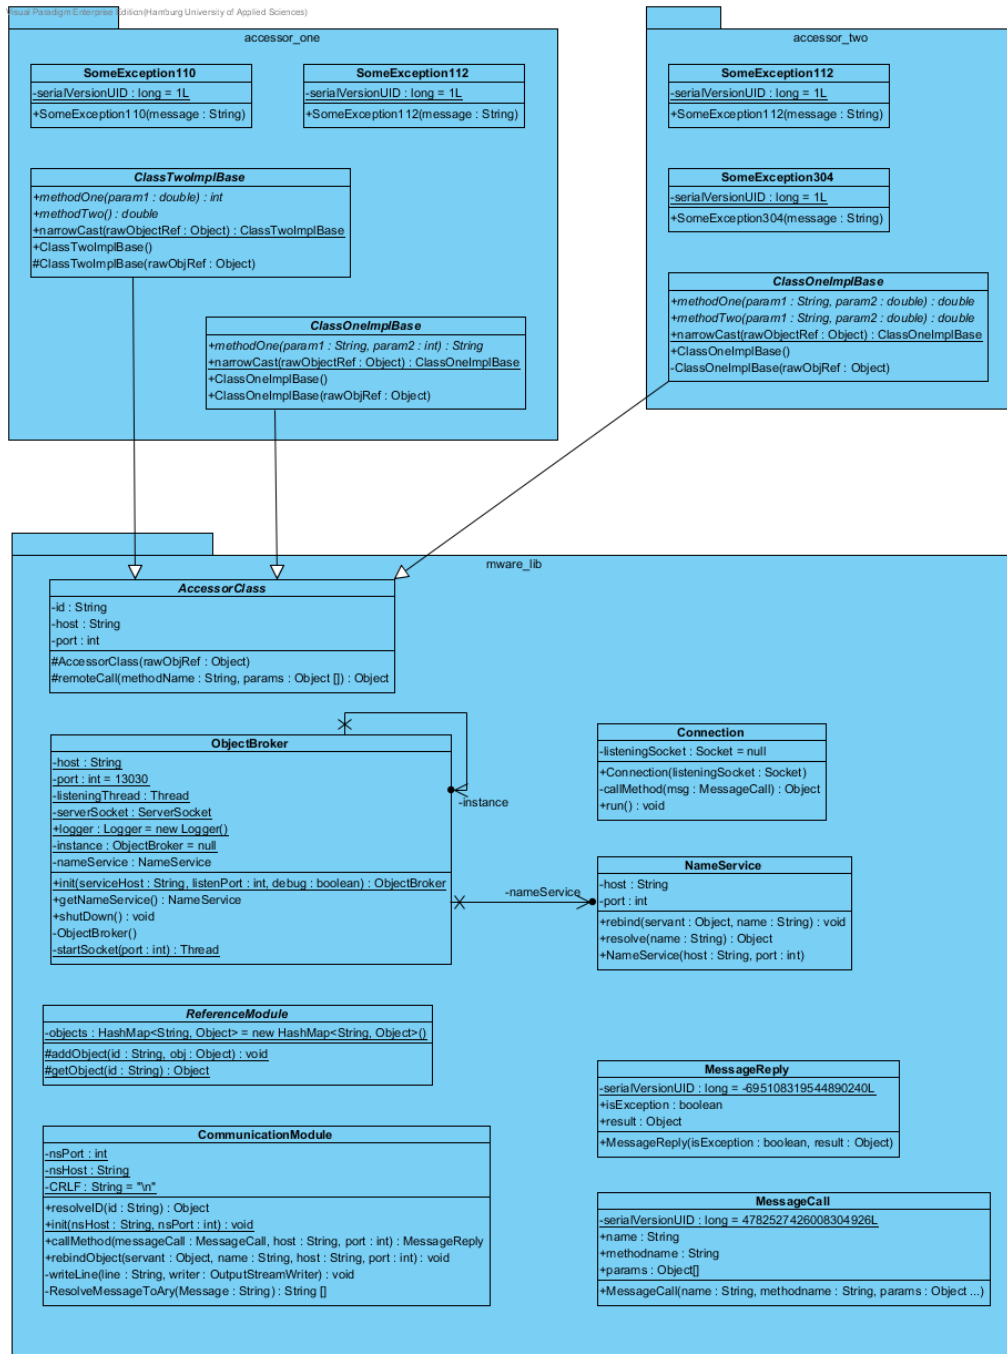 Visual Paradigm Enterprise Edition(Hamburg University of Applied Sciences)
accessor_one
SomeException110
-serialVersionUID : long = 1L
+SomeException110(message : String)
SomeException112
-serialVersionUID : long = 1L
+SomeException112(message : String)
ClassTwoImplBase
+methodOne(param1 : double) : int
+methodTwo() : double
+narrowCast(rawObjectRef : Object) : ClassTwoImplBase
+ClassTwoImplBase()
#ClassTwoImplBase(rawObjRef : Object)
ClassOneImplBase
+methodOne(param1 : String, param2 : int) : String
+narrowCast(rawObjectRef : Object) : ClassOneImplBase
+ClassOneImplBase()
+ClassOneImplBase(rawObjRef : Object)
accessor_two
SomeException112
-serialVersionUID : long = 1L
+SomeException112(message : String)
SomeException304
-serialVersionUID : long = 1L
+SomeException304(message : String)
ClassOneImplBase
+methodOne(param1 : String, param2 : double) : double
+methodTwo(param1 : String, param2 : double) : double
+narrowCast(rawObjectRef : Object) : ClassOneImplBase
+ClassOneImplBase()
-ClassOneImplBase(rawObjRef : Object)
mware_lib
AccessorClass
-id : String
-host : String
-port : int
#AccessorClass(rawObjRef : Object)
#remoteCall(methodName : String, params : Object []) : Object
ObjectBroker
-host : String
-port : int = 13030
-listeningThread : Thread
-serverSocket : ServerSocket
+logger : Logger = new Logger()
-instance : ObjectBroker = null
-nameService : NameService
+init(serviceHost : String, listenPort : int, debug : boolean) : ObjectBroker
+getNameService() : NameService
+shutDown() : void
-ObjectBroker()
-startSocket(port : int) : Thread
-instance
-nameService
Connection
-listeningSocket : Socket = null
+Connection(listeningSocket : Socket)
-callMethod(msg : MessageCall) : Object
+run() : void
NameService
-host : String
-port : int
+rebind(servant : Object, name : String) : void
+resolve(name : String) : Object
+NameService(host : String, port : int)
ReferenceModule
-objects : HashMap<String, Object> = new HashMap<String, Object>()
#addObject(id : String, obj : Object) : void
#getObject(id : String) : Object
MessageReply
-serialVersionUID : long = -695108319544890240L
+isException : boolean
+result : Object
+MessageReply(isException : boolean, result : Object)
CommunicationModule
-nsPort : int
-nsHost : String
-CRLF : String = "\n"
+resolveID(id : String) : Object
+init(nsHost : String, nsPort : int) : void
+callMethod(messageCall : MessageCall, host : String, port : int) : MessageReply
+rebindObject(servant : Object, name : String, host : String, port : int) : void
-writeLine(line : String, writer : OutputStreamWriter) : void
-ResolveMessageToAry(Message : String) : String []
MessageCall
-serialVersionUID : long = 4782527426008304926L
+name : String
+methodname : String
+params : Object[]
+MessageCall(name : String, methodname : String, params : Object ...)